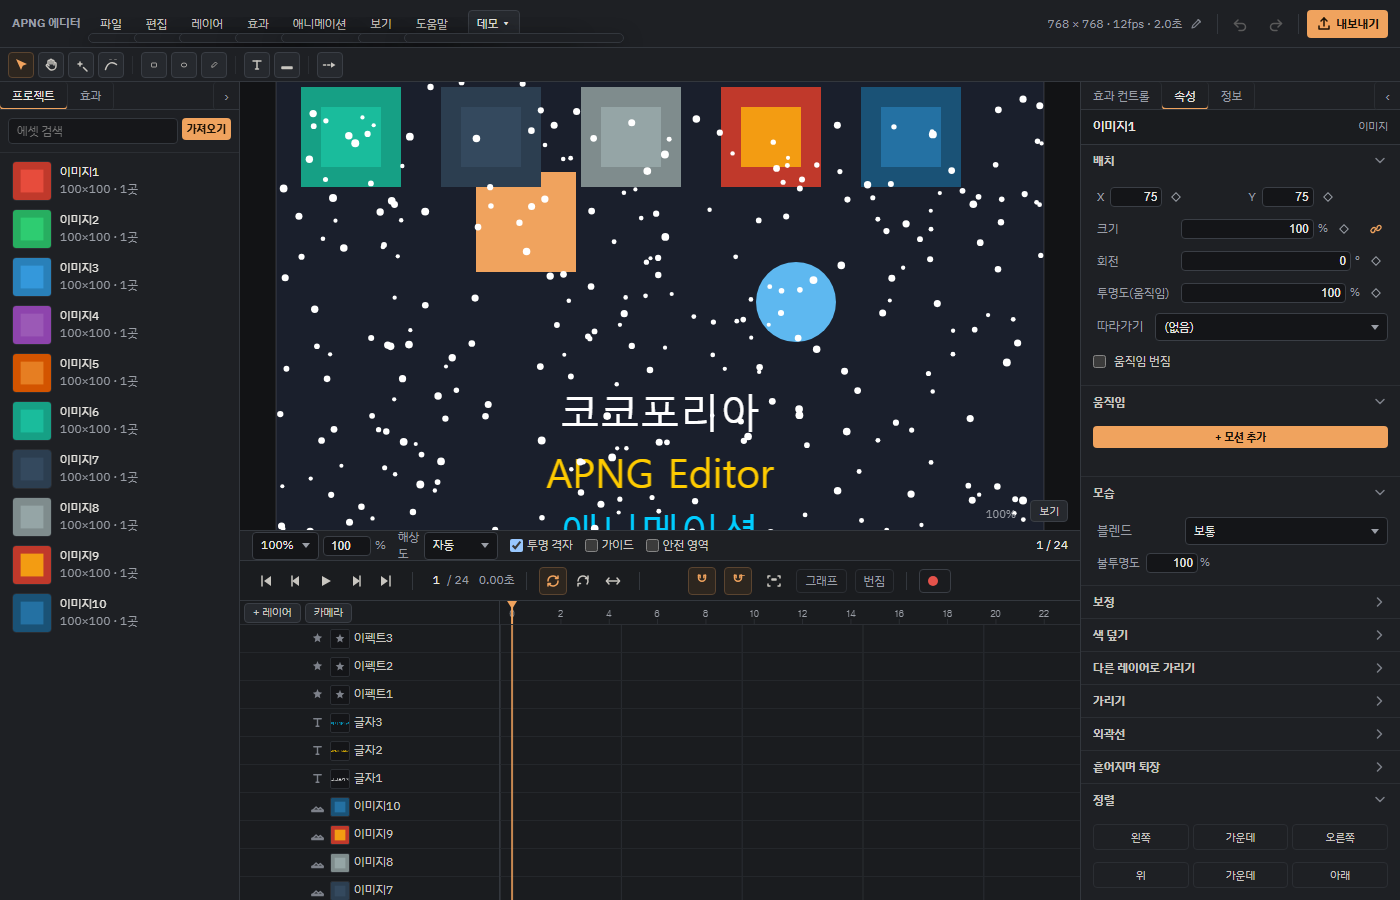 APNG 에디터 파일 편집 레이어 효과 애니메이션 보기 도움말 데모 768 × 768 · 12fps · 2.0초 내보내기
T
프로젝트 효과
에셋 검색 가져오기
이미지1
100×100 · 1곳
이미지2
100×100 · 1곳
이미지3
100×100 · 1곳
이미지4
100×100 · 1곳
이미지5
100×100 · 1곳
이미지6
100×100 · 1곳
이미지7
100×100 · 1곳
이미지8
100×100 · 1곳
이미지9
100×100 · 1곳
이미지10
100×100 · 1곳
코코포리아
APNG Editor
애니메이션
100% 보기
100% 100 % 해상도 자동 투명 격자 가이드 안전 영역 1 / 24
1 / 24 0.00초 그래프 번짐
+ 레이어 카메라 0 2 4 6 8 10 12 14 16 18 20 22
이펙트3
이펙트2
이펙트1
T 글자3
T 글자2
T 글자1
이미지10
이미지9
이미지8
이미지7
효과 컨트롤 속성 정보
이미지1 이미지
배치
X 75 Y 75
크기 100 %
회전 0 °
투명도(움직임) 100 %
따라가기 (없음)
움직임 번짐
움직임
+ 모션 추가
모습
블렌드 보통
불투명도 100 %
보정
색 덮기
다른 레이어로 가리기
가리기
외곽선
흩어지며 퇴장
정렬
왼쪽 가운데 오른쪽
위 가운데 아래